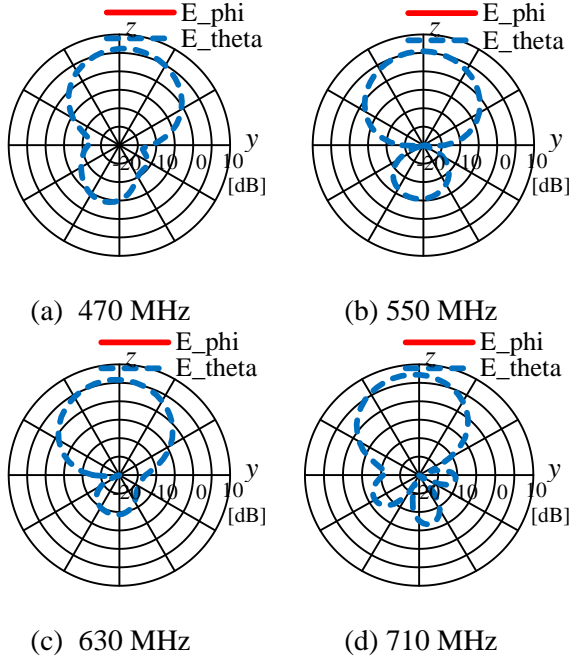 E_phi
E_theta
z
y
-20 -10 0 10
[dB]
(a) 470 MHz
E_phi
E_theta
z
y
-20 -10 0 10
[dB]
(b) 550 MHz
E_phi
E_theta
z
y
-20 -10 0 10
[dB]
(c) 630 MHz
E_phi
E_theta
z
y
-20 -10 0 10
[dB]
(d) 710 MHz